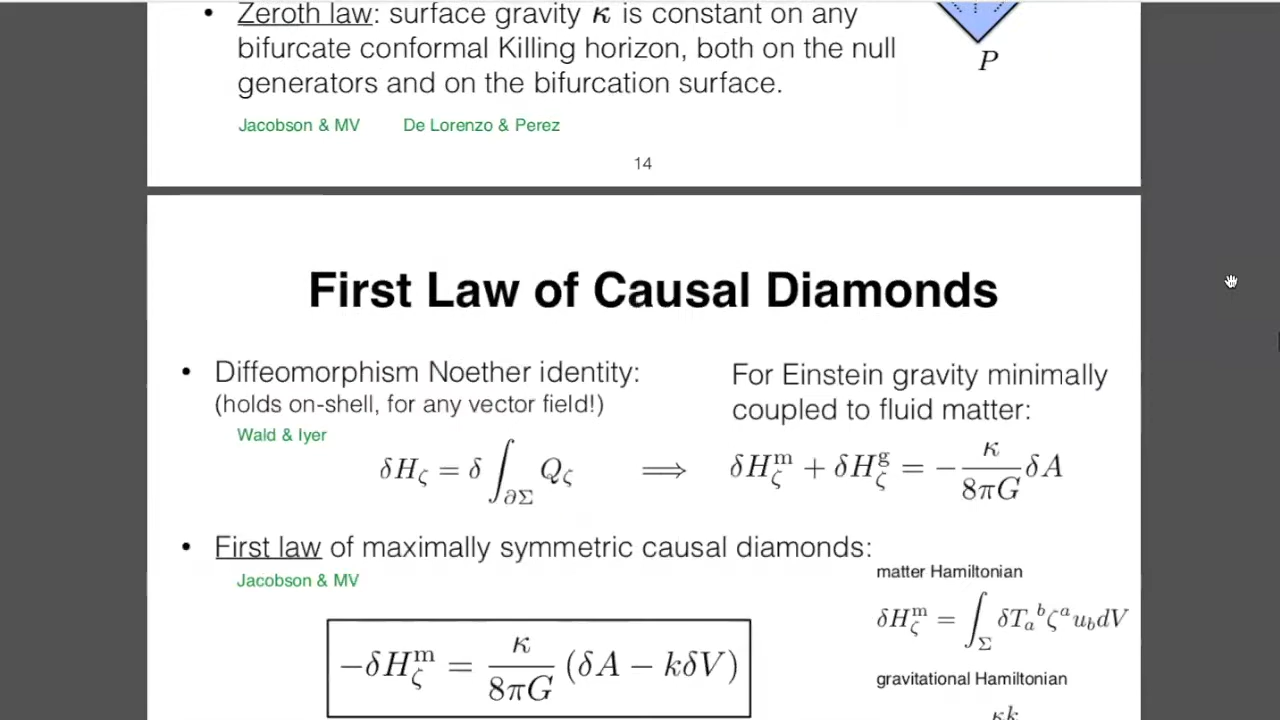 • Zeroth law: surface gravity κ is constant on any
bifurcate conformal Killing horizon, both on the null
generators and on the bifurcation surface.
P
Jacobson & MV De Lorenzo & Perez
14
First Law of Causal Diamonds
• Diffeomorphism Noether identity:
(holds on-shell, for any vector field!)
Wald & Iyer
δH_ζ = δ ∫_{∂Σ} Q_ζ ⟹
For Einstein gravity minimally
coupled to fluid matter:
δH_ζ^m + δH_ζ^g = − κ/(8πG) δA
• First law of maximally symmetric causal diamonds:
Jacobson & MV
−δH_ζ^m = κ/(8πG) (δA − kδV)
matter Hamiltonian
δH_ζ^m = ∫_Σ δT_a^b ζ^a u_b dV
gravitational Hamiltonian
κk